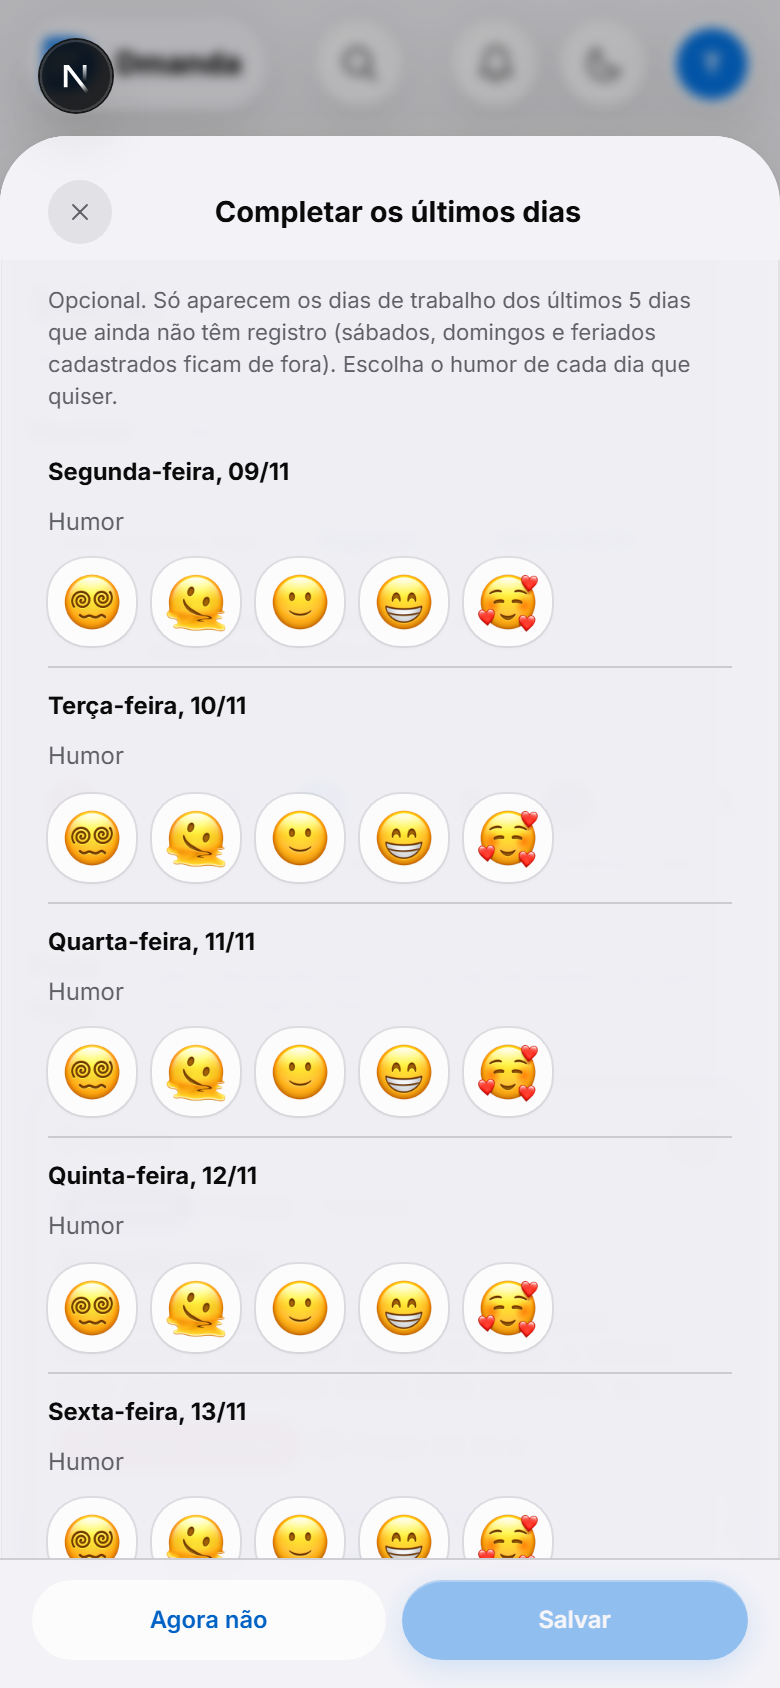 N Dmanda
Completar os últimos dias
Opcional. Só aparecem os dias de trabalho dos últimos 5 dias
que ainda não têm registro (sábados, domingos e feriados
cadastrados ficam de fora). Escolha o humor de cada dia que
quiser.
Segunda-feira, 09/11
Humor
Terça-feira, 10/11
Humor
Quarta-feira, 11/11
Humor
Quinta-feira, 12/11
Humor
Sexta-feira, 13/11
Humor
Agora não Salvar